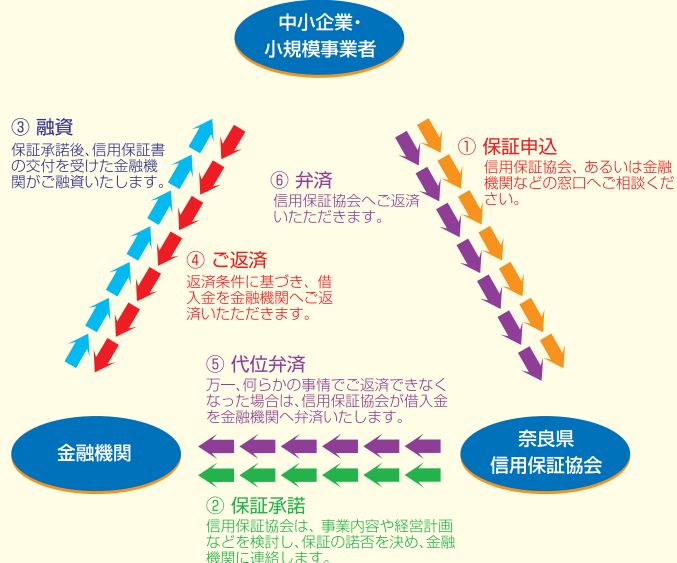 中小企業・
小規模事業者
③ 融資
保証承諾後、信用保証書
の交付を受けた金融機
関がご融資いたします。
① 保証申込
信用保証協会、あるいは金融
機関などの窓口へご相談くだ
さい。
⑥ 弁済
信用保証協会へご返済
いたただきます。
④ ご返済
返済条件に基づき、借
入金を金融機関へご返
済いたただきます。
⑤ 代位弁済
万一、何らかの事情でご返済できなく
なった場合は、信用保証協会が借入金
を金融機関へ弁済いたします。
金融機関
奈良県
信用保証協会
② 保証承諾
信用保証協会は、事業内容や経営計画
などを検討し、保証の諾否を決め、金融
機関に連絡します。